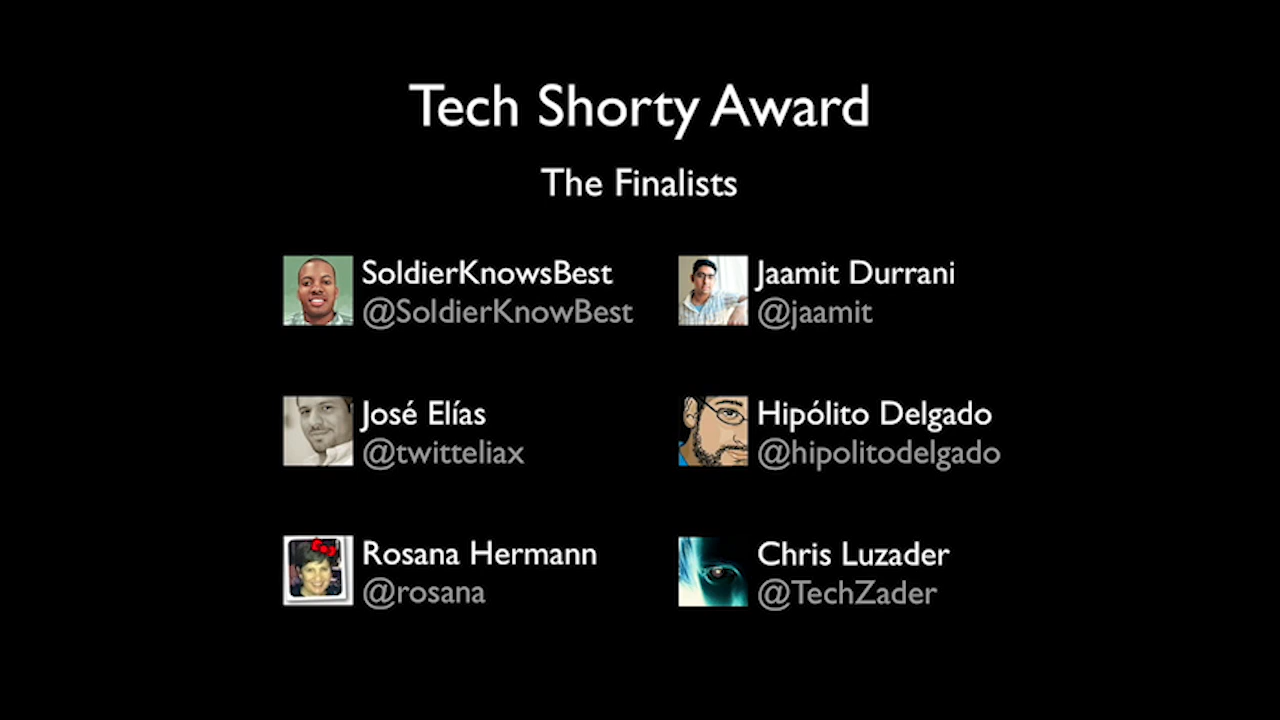 Tech Shorty Award
The Finalists
SoldierKnowsBest
@SoldierKnowBest
Jaamit Durrani
@jaamit
José Elías
@twitteliax
Hipólito Delgado
@hipolitodelgado
Rosana Hermann
@rosana
Chris Luzader
@TechZader